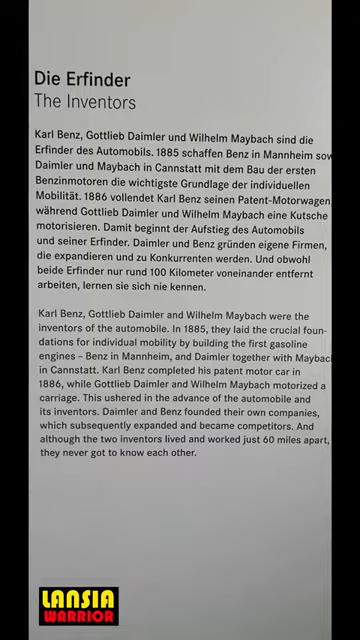 Die Erfinder
The Inventors
Karl Benz, Gottlieb Daimler und Wilhelm Maybach sind die
Erfinder des Automobils. 1885 schaffen Benz in Mannheim sow
Daimler und Maybach in Cannstatt mit dem Bau der ersten
Benzinmotoren die wichtigste Grundlage der individuellen
Mobilität. 1886 vollendet Karl Benz seinen Patent-Motorwagen
während Gottlieb Daimler und Wilhelm Maybach eine Kutsche
motorisieren. Damit beginnt der Aufstieg des Automobils
und seiner Erfinder. Daimler und Benz gründen eigene Firmen,
die expandieren und zu Konkurrenten werden. Und obwohl
beide Erfinder nur rund 100 Kilometer voneinander entfernt
arbeiten, lernen sie sich nie kennen.
Karl Benz, Gottlieb Daimler and Wilhelm Maybach were the
inventors of the automobile. In 1885, they laid the crucial foun-
dations for individual mobility by building the first gasoline
engines – Benz in Mannheim, and Daimler together with Maybac
in Cannstatt. Karl Benz completed his patent motor car in
1886, while Gottlieb Daimler and Wilhelm Maybach motorized a
carriage. This ushered in the advance of the automobile and
its inventors. Daimler and Benz founded their own companies,
which subsequently expanded and became competitors. And
although the two inventors lived and worked just 60 miles apart,
they never got to know each other.
LANSIA
WARRIOR